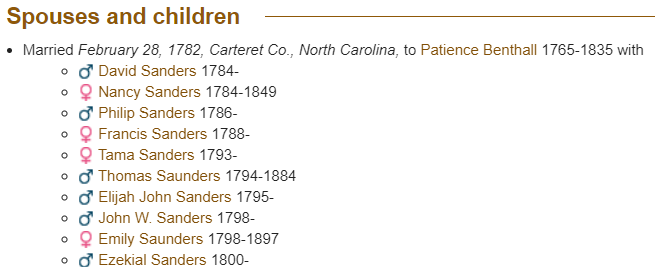 Spouses and children
Married February 28, 1782, Carteret Co., North Carolina, to Patience Benthall 1765-1835 with
David Sanders 1784-
Nancy Sanders 1784-1849
Philip Sanders 1786-
Francis Sanders 1788-
Tama Sanders 1793-
Thomas Saunders 1794-1884
Elijah John Sanders 1795-
John W. Sanders 1798-
Emily Saunders 1798-1897
Ezekial Sanders 1800-